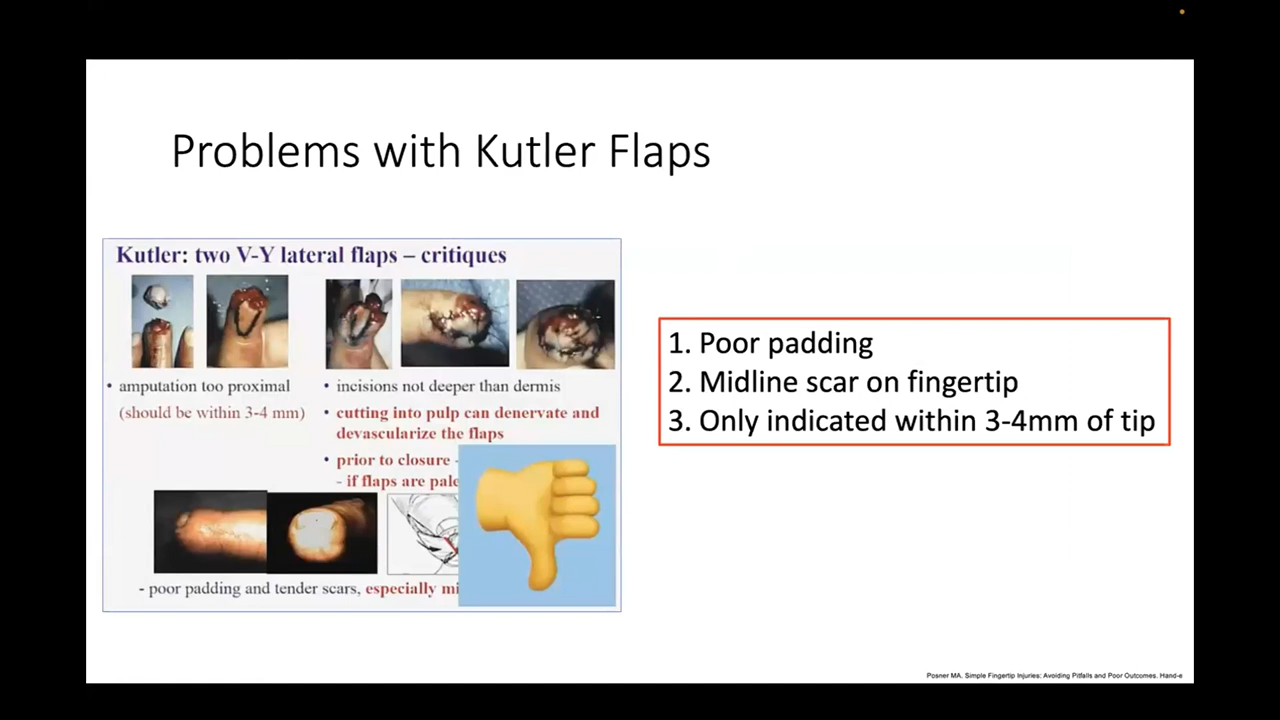 Problems with Kutler Flaps
Kutler: two V-Y lateral flaps – critiques
• amputation too proximal
(should be within 3-4 mm)
• incisions not deeper than dermis
• cutting into pulp can denervate and
devascularize the flaps
• prior to closure -
- if flaps are pale
- poor padding and tender scars, especially mi
1. Poor padding
2. Midline scar on fingertip
3. Only indicated within 3-4mm of tip
Posner MA. Simple Fingertip Injuries: Avoiding Pitfalls and Poor Outcomes. Hand-e